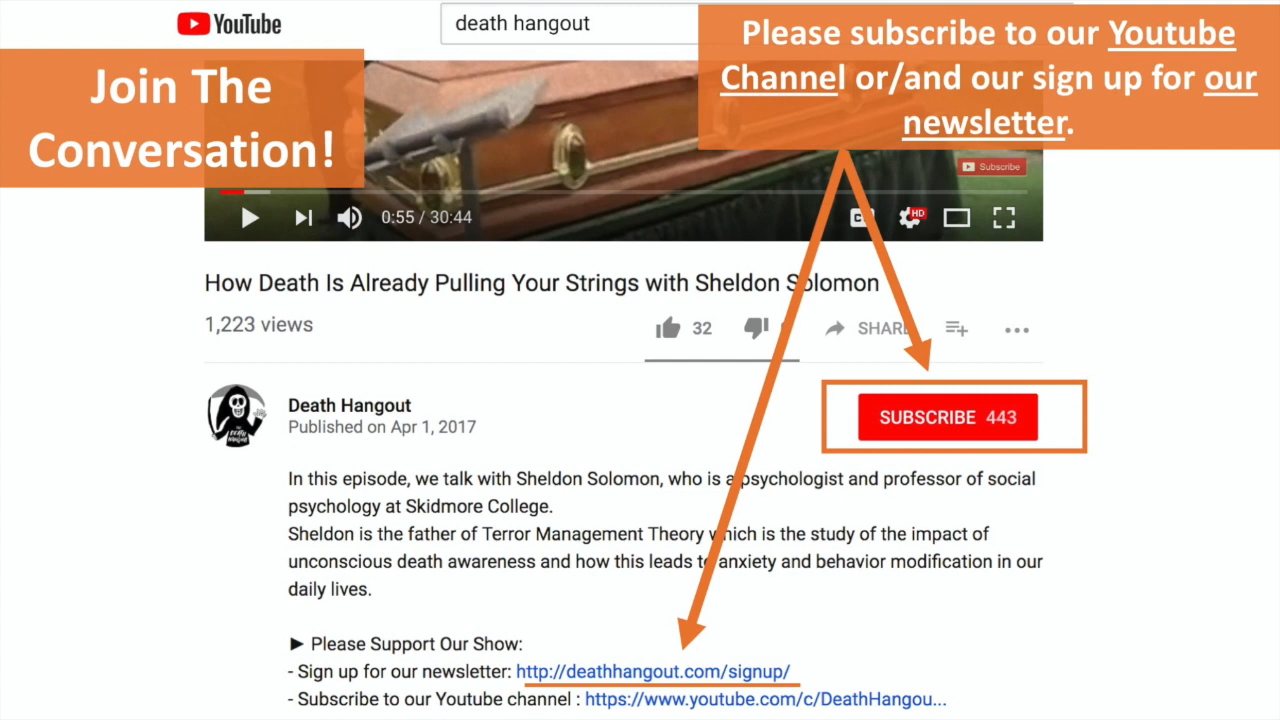 YouTube
death hangout
Join The
Conversation!
Please subscribe to our Youtube
Channel or/and our sign up for our
newsletter.
Subscribe
0:55 / 30:44
CC
HD
How Death Is Already Pulling Your Strings with Sheldon Solomon
1,223 views
32
SHARE
Death Hangout
Published on Apr 1, 2017
SUBSCRIBE 443
In this episode, we talk with Sheldon Solomon, who is a psychologist and professor of social
psychology at Skidmore College.
Sheldon is the father of Terror Management Theory which is the study of the impact of
unconscious death awareness and how this leads to anxiety and behavior modification in our
daily lives.
► Please Support Our Show:
- Sign up for our newsletter: http://deathhangout.com/signup/
- Subscribe to our Youtube channel : https://www.youtube.com/c/DeathHangou...